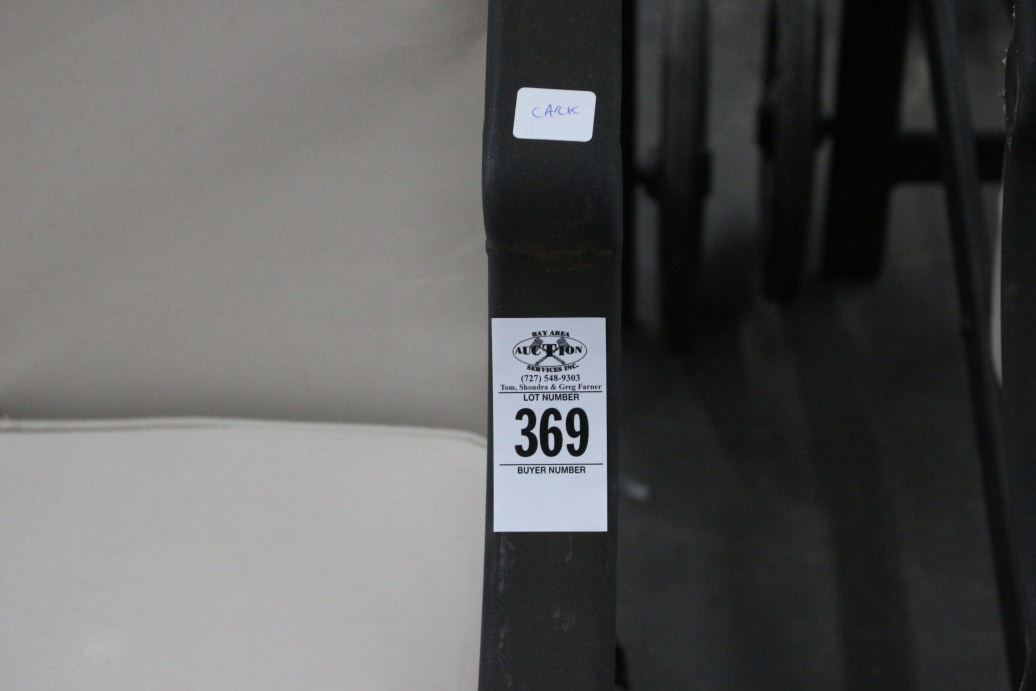 CARK
BAY AREA
AUCTION
SERVICES INC.
(727) 548-9303
Tom, Shondra & Greg Farner
LOT NUMBER
369
BUYER NUMBER